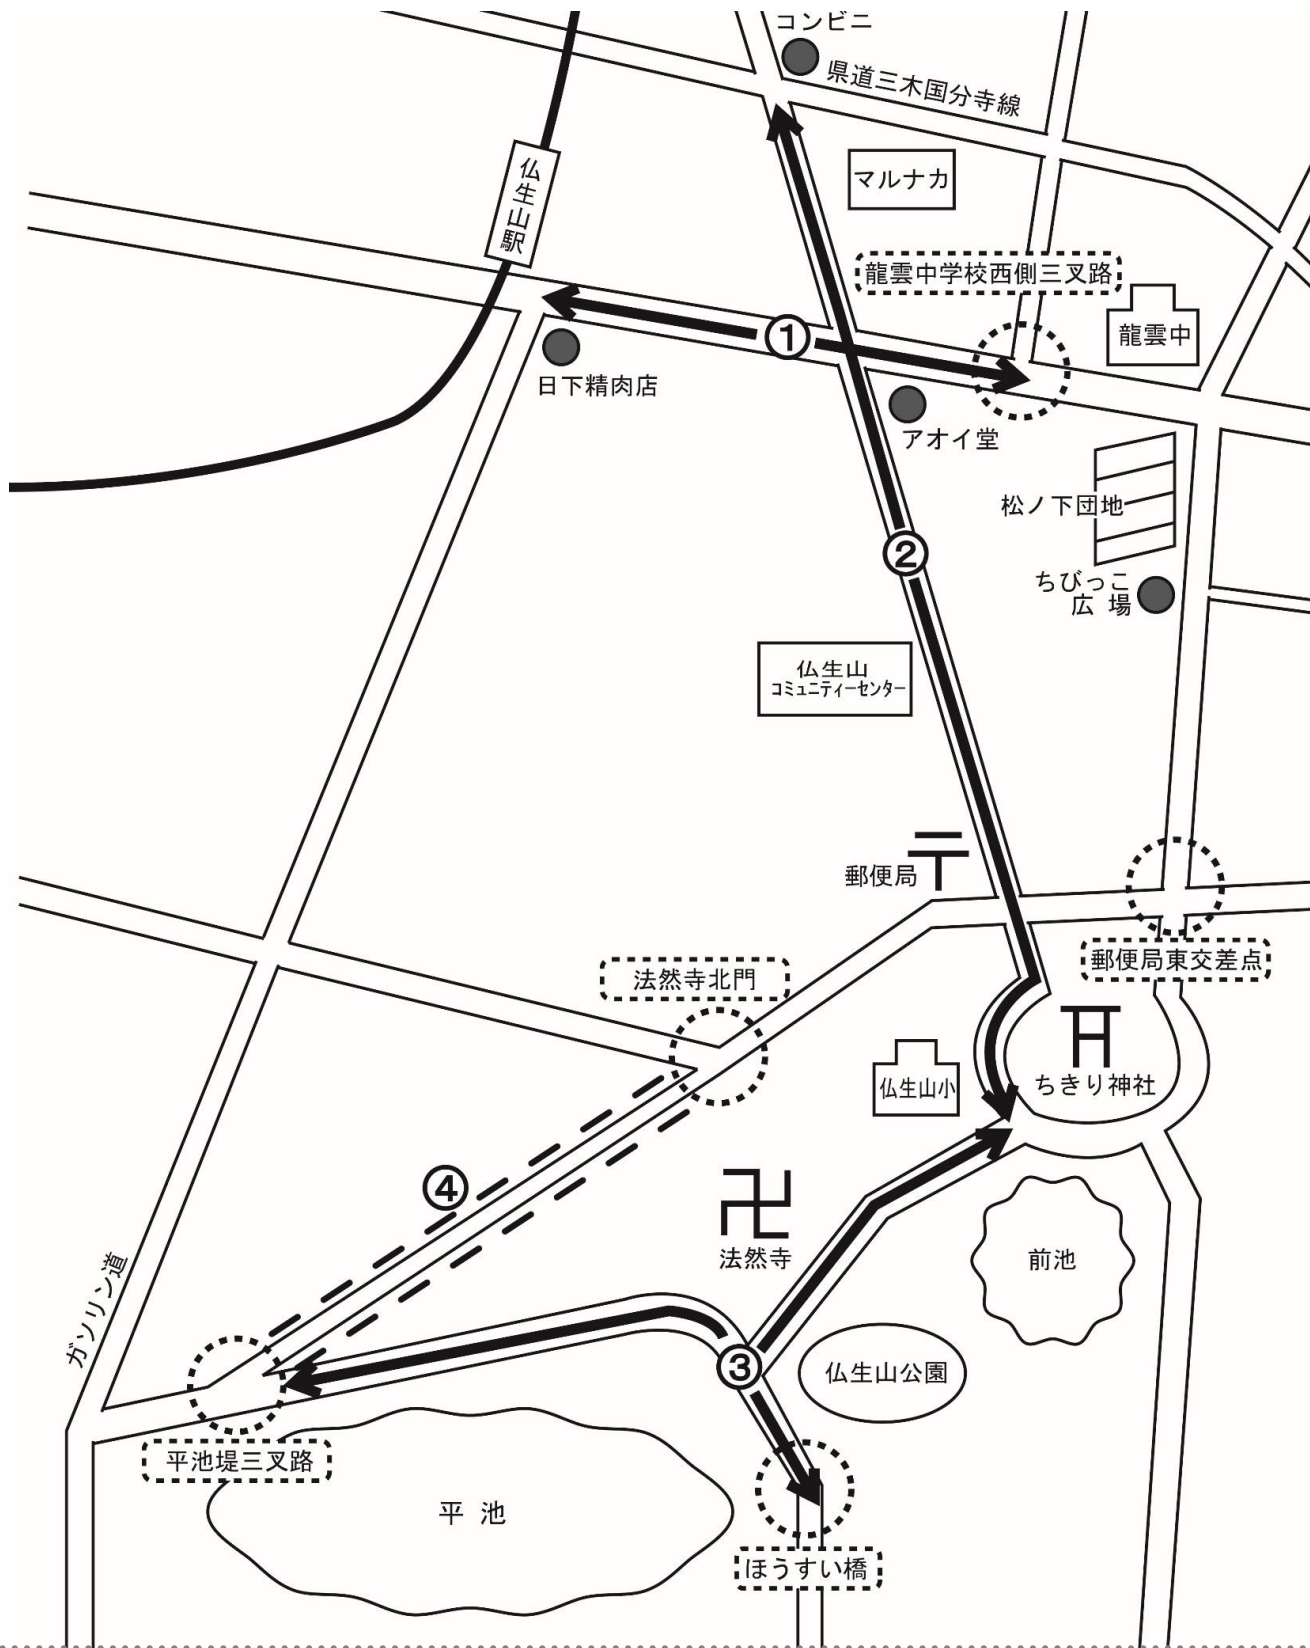 コンビニ
県道三木国分寺線
仏生山駅
マルナカ
龍雲中学校西側三叉路
龍雲中
①
日下精肉店
アオイ堂
松ノ下団地
②
ちびっこ
広場
仏生山
コミュニティーセンター
郵便局
郵便局東交差点
法然寺北門
ちきり神社
仏生山小
④
法然寺
前池
ガソリン道
③
仏生山公園
平池堤三叉路
平池
ほうすい橋